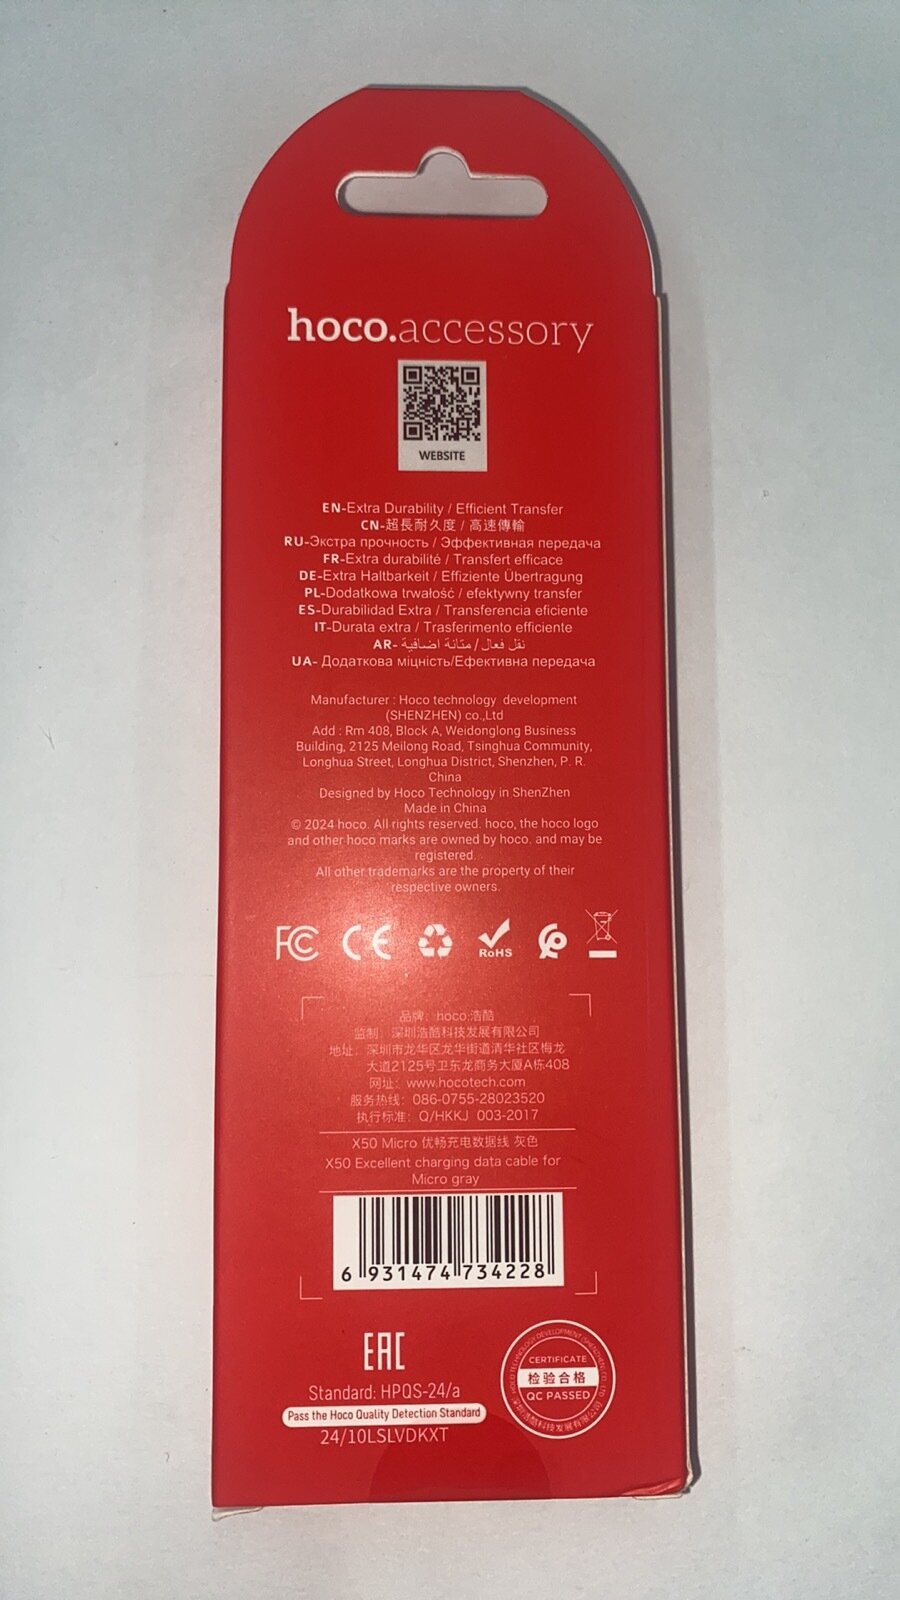 hoco.accessory
WEBSITE
EN-Extra Durability / Efficient Transfer
CN-超長耐久度 / 高速傳輸
RU-Экстра прочность / Эффективная передача
FR-Extra durabilité / Transfert efficace
DE-Extra Haltbarkeit / Effiziente Übertragung
PL-Dodatkowa trwałość / efektywny transfer
ES-Durabilidad Extra / Transferencia eficiente
IT-Durata extra / Trasferimento efficiente
AR- نقل فعال / متانة اضافية
UA- Додаткова міцність/Ефективна передача
Manufacturer : Hoco technology development
(SHENZHEN) co.,Ltd
Add : Rm 408, Block A, Weidonglong Business
Building, 2125 Meilong Road, Tsinghua Community,
Longhua Street, Longhua District, Shenzhen, P. R.
China
Designed by Hoco Technology in ShenZhen
Made in China
© 2024 hoco. All rights reserved. hoco, the hoco logo
and other hoco marks are owned by hoco. and may be
registered.
All other trademarks are the property of their
respective owners.
FC CE RoHS
品牌：hoco.浩酷
监制：深圳浩酷科技发展有限公司
地址：深圳市龙华区龙华街道清华社区梅龙
大道2125号卫东龙商务大厦A栋408
网址：www.hocotech.com
服务热线：086-0755-28023520
执行标准：Q/HKKJ 003-2017
X50 Micro 优畅充电数据线 灰色
X50 Excellent charging data cable for
Micro gray
6 931474 734228
EAC
Standard: HPQS-24/a
Pass the Hoco Quality Detection Standard
24/10LSLVDKXT
CERTIFICATE
检验合格
QC PASSED